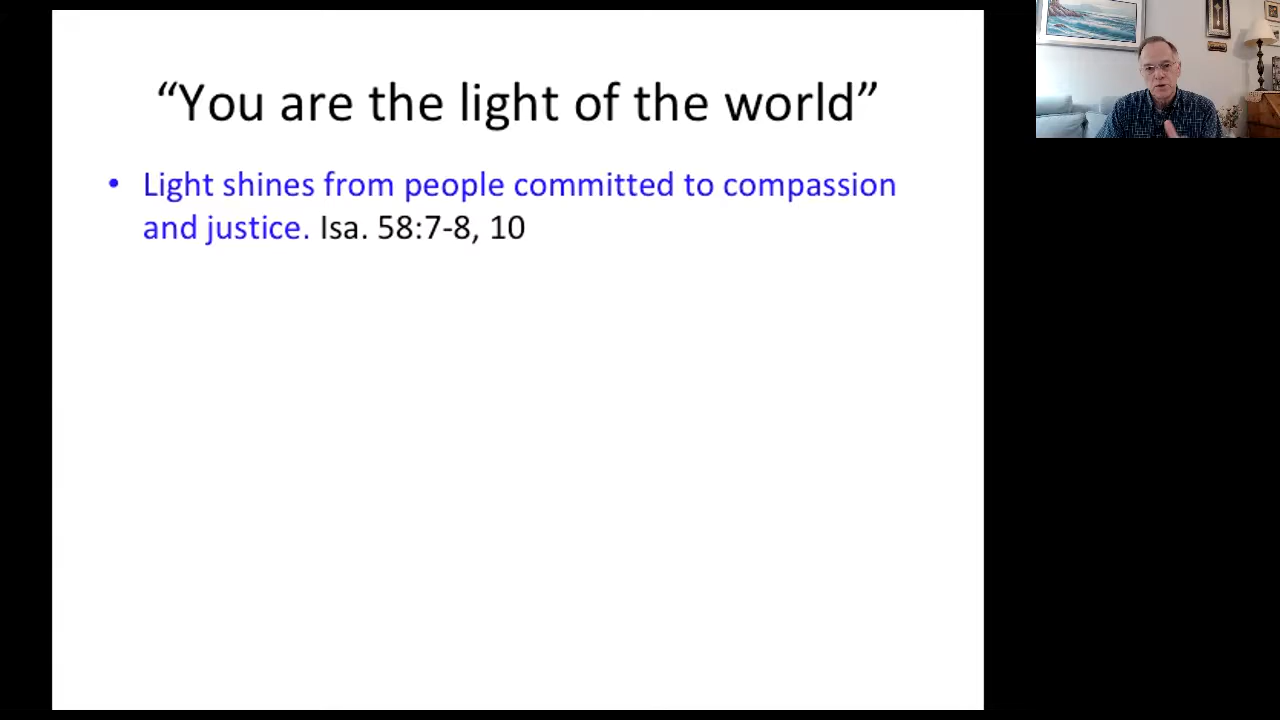 “You are the light of the world”
• Light shines from people committed to compassion
and justice. Isa. 58:7-8, 10